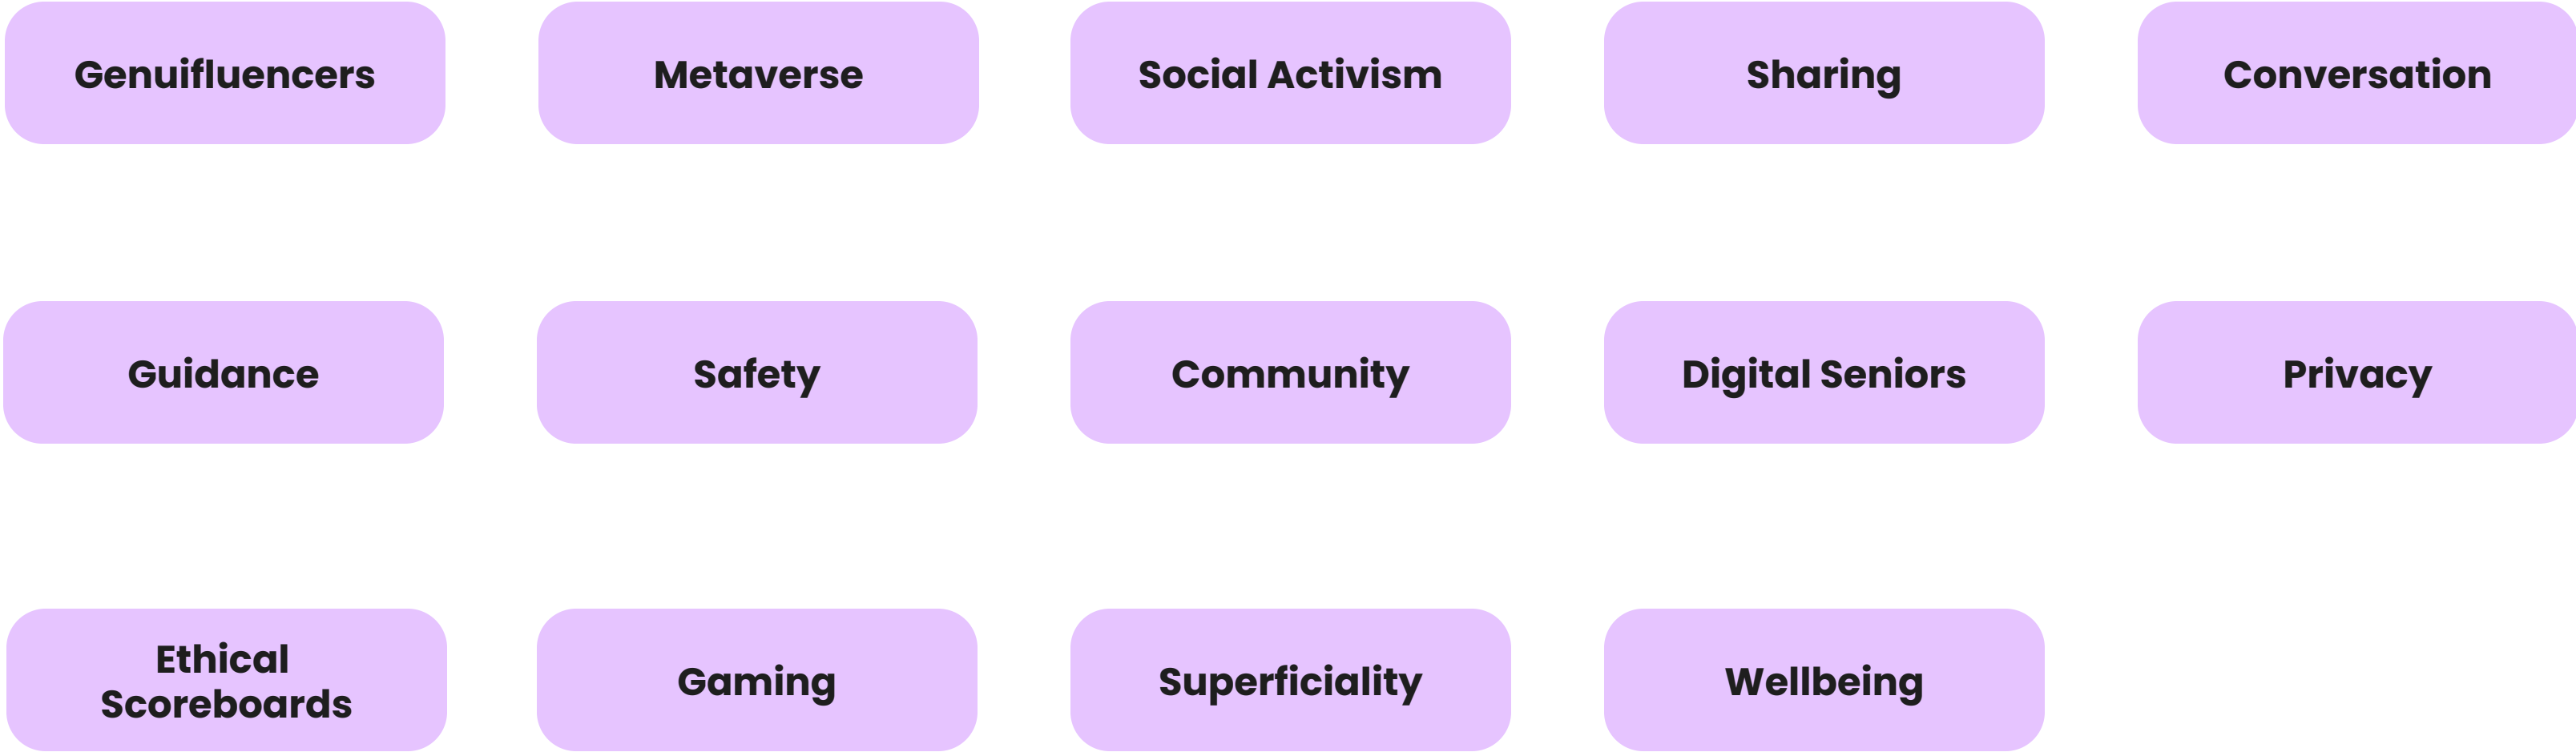 Genuifluencers
Metaverse
Social Activism
Sharing
Conversation
Guidance
Safety
Community
Digital Seniors
Privacy
Ethical
Scoreboards
Gaming
Superficiality
Wellbeing